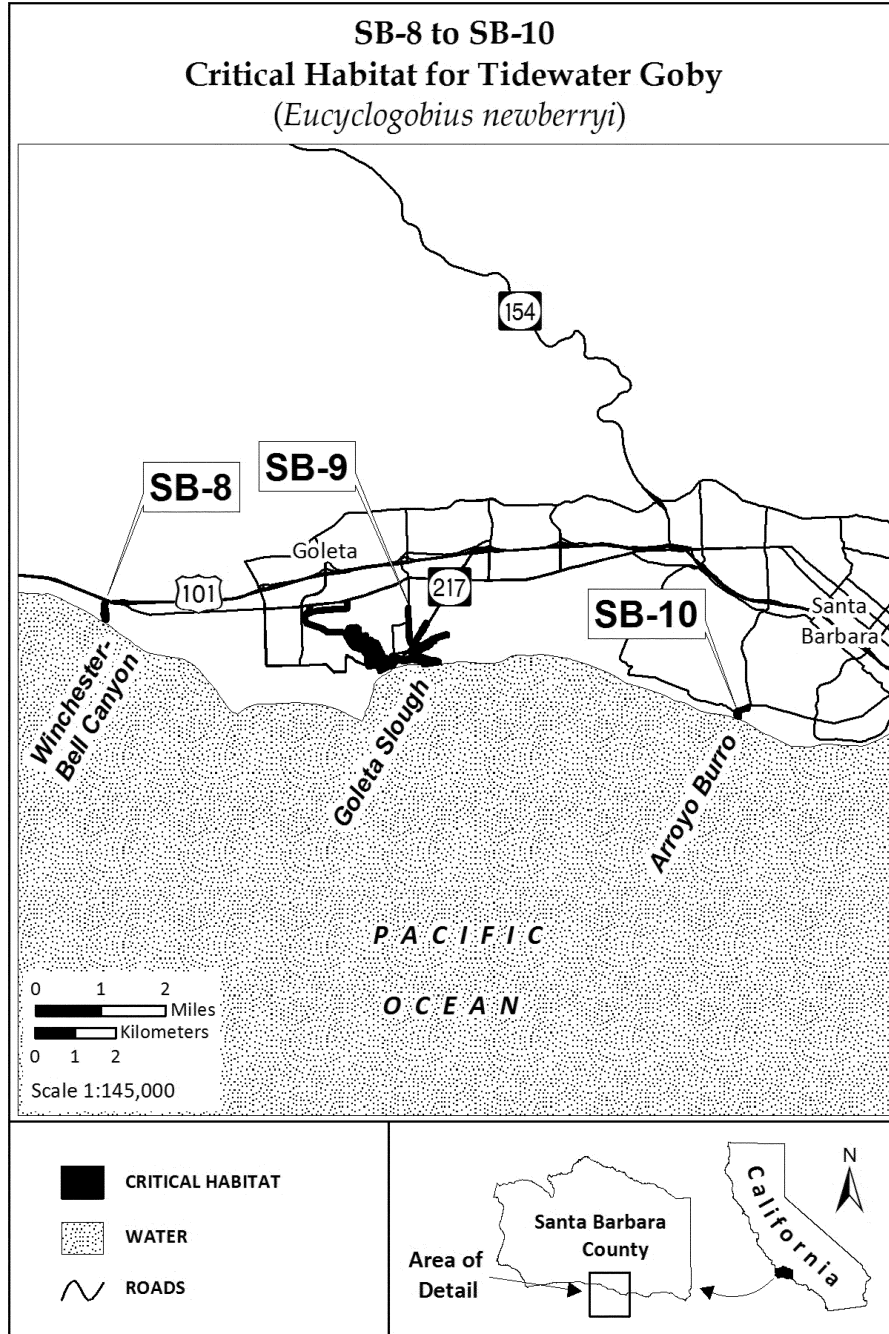 SB-8 to SB-10
Critical Habitat for Tidewater Goby
(Eucyclogobius newberryi)
154
SB-9
SB-8
Goleta
101
217
SB-10
Santa
Barbara
Winchester-
Bell Canyon
Goleta Slough
Arroyo Burro
PACIFIC
OCEAN
0 1 2
Miles
Kilometers
0 1 2
Scale 1:145,000
CRITICAL HABITAT
WATER
ROADS
Santa Barbara
County
Area of
Detail
California
N